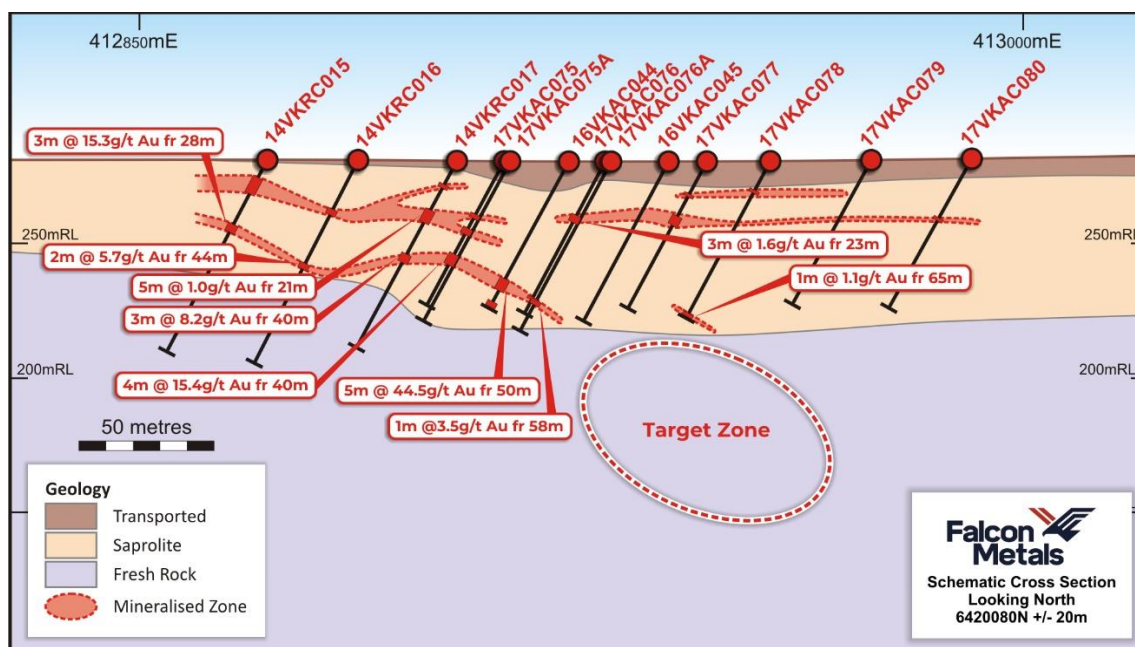 412850mE
413000mE
14VKRC015
14VKRC016
14VKRC017
17VKAC075
17VKAC075A
16VKAC044
17VKAC076
17VKAC076A
16VKAC045
17VKAC077
17VKAC078
17VKAC079
17VKAC080
3m @ 15.3g/t Au fr 28m
250mRL
250mRL
2m @ 5.7g/t Au fr 44m
3m @ 1.6g/t Au fr 23m
5m @ 1.0g/t Au fr 21m
1m @ 1.1g/t Au fr 65m
3m @ 8.2g/t Au fr 40m
200mRL
200mRL
4m @ 15.4g/t Au fr 40m
5m @ 44.5g/t Au fr 50m
1m @3.5g/t Au fr 58m
50 metres
Target Zone
Geology
Transported
Saprolite
Fresh Rock
Mineralised Zone
Falcon
Metals
Schematic Cross Section
Looking North
6420080N +/- 20m